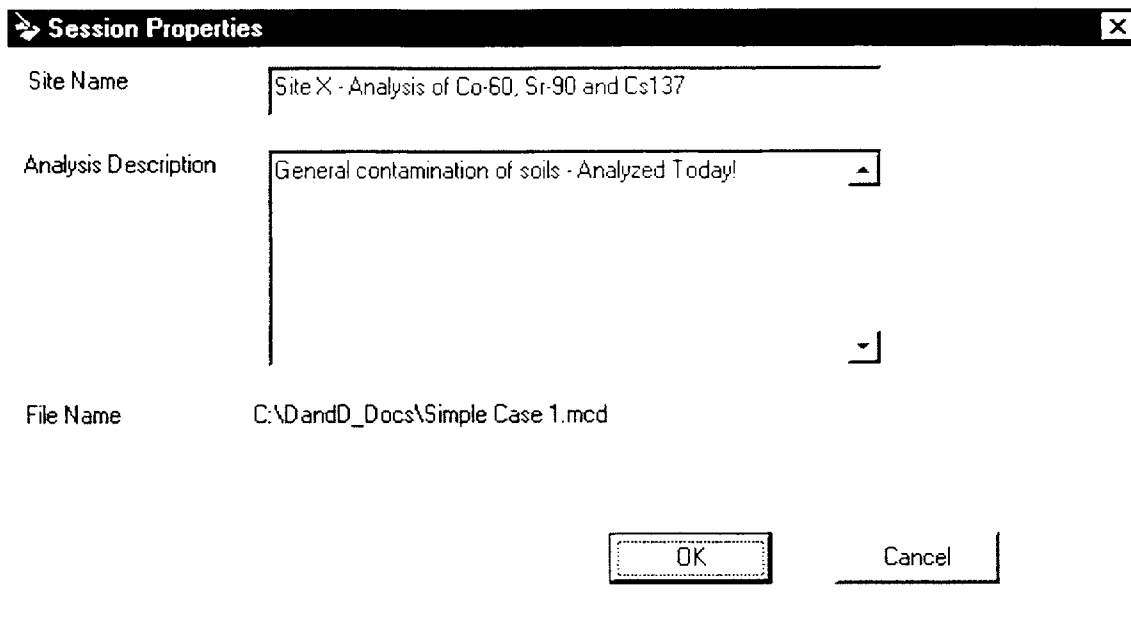 Session Properties
Site Name
Site X - Analysis of Co-60, Sr-90 and Cs137
Analysis Description
General contamination of soils - Analyzed Today!
File Name
C:\DandD_Docs\Simple Case 1.mcd
OK
Cancel